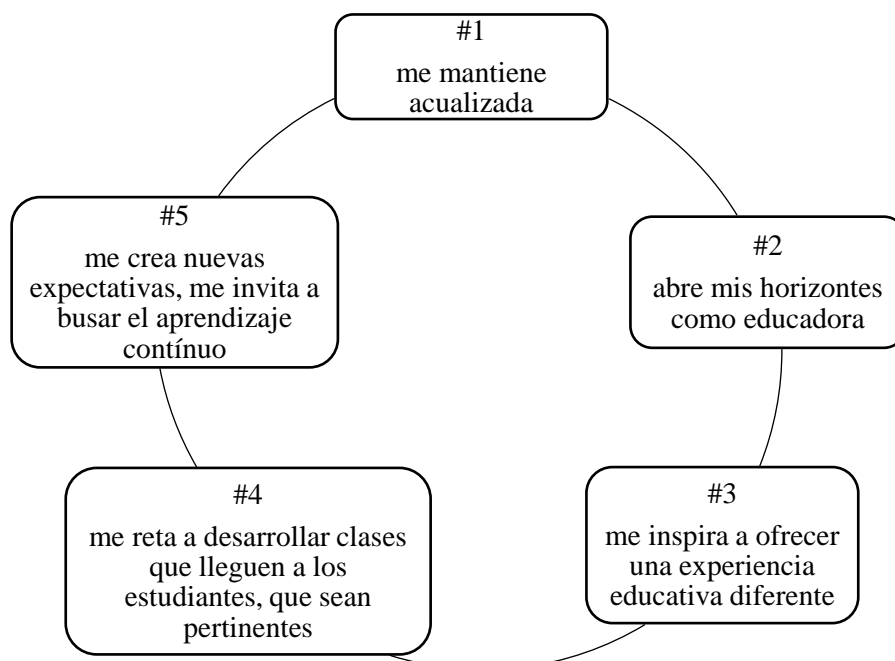 #1
me mantiene
acualizada
#2
abre mis horizontes
como educadora
#3
me inspira a ofrecer
una experiencia
educativa diferente
#4
me reta a desarrollar clases
que lleguen a los
estudiantes, que sean
pertinentes
#5
me crea nuevas
expectativas, me invita a
busar el aprendizaje
contínuo